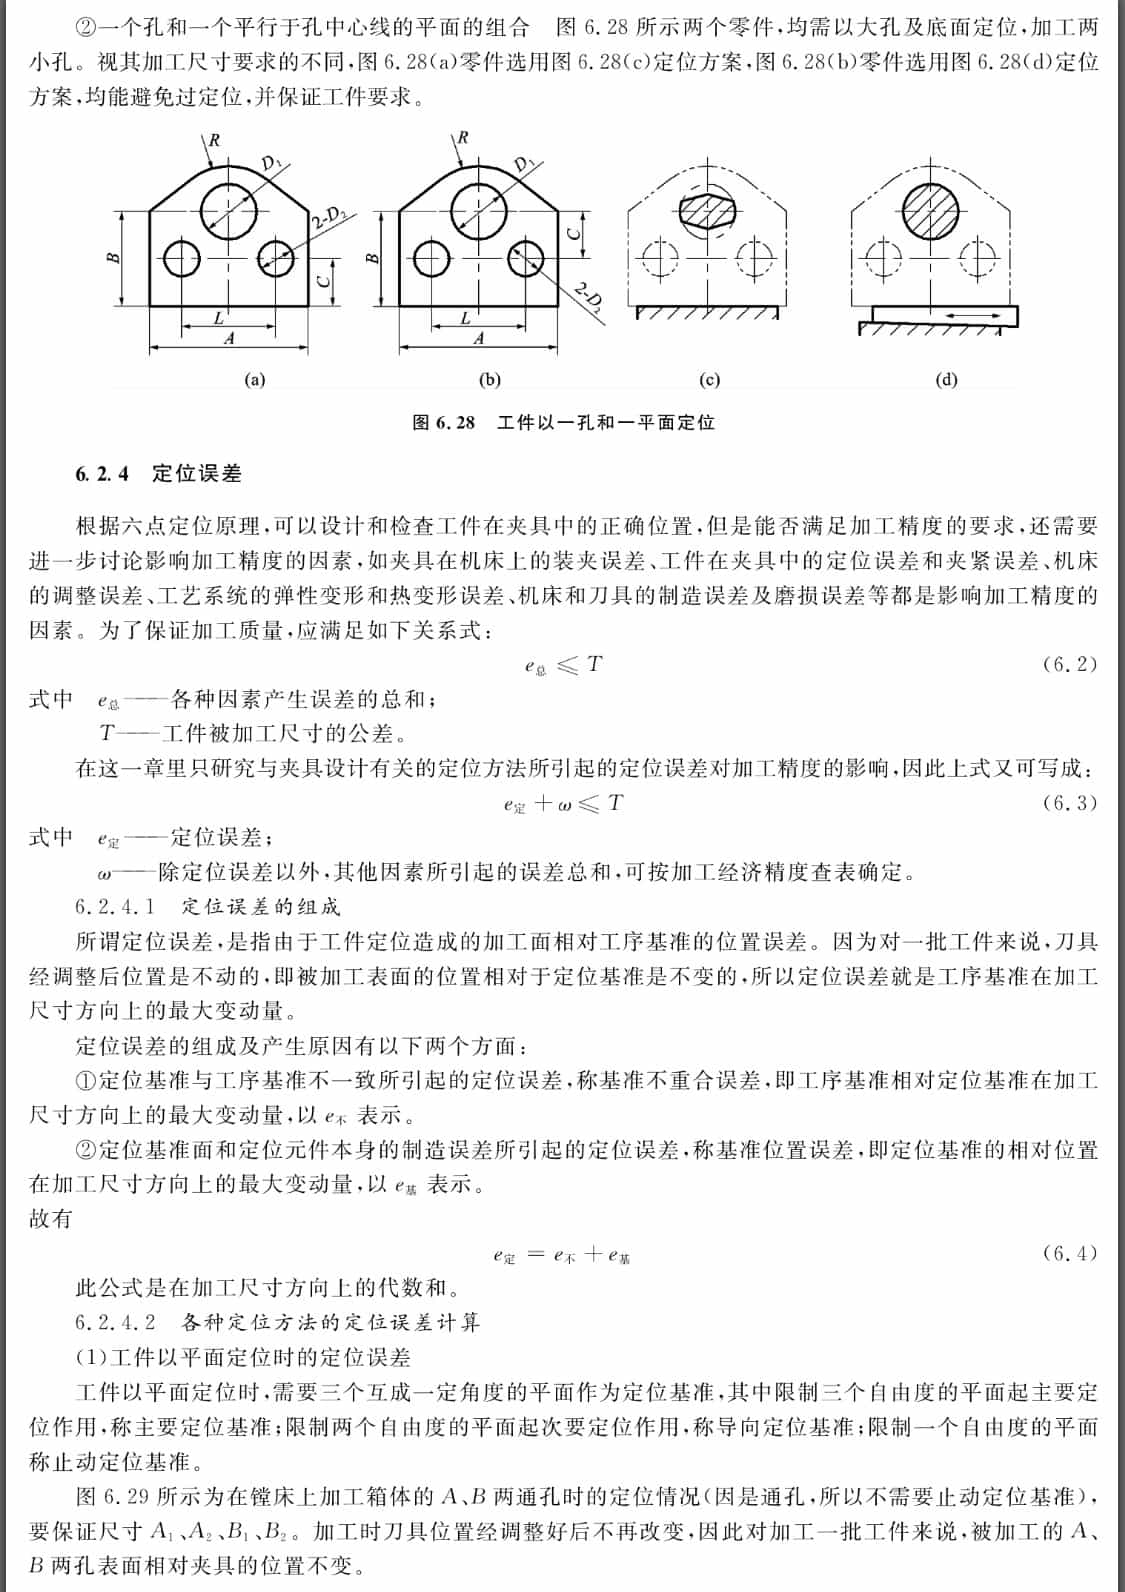 ②一个孔和一个平行于孔中心线的平面的组合　图 6.28 所示两个零件,均需以大孔及底面定位,加工两
小孔。视其加工尺寸要求的不同,图 6.28(a)零件选用图 6.28(c)定位方案,图 6.28(b)零件选用图 6.28(d)定位
方案,均能避免过定位,并保证工件要求。
R D₁ 2-D₂ B C L A
R D₁ C B 2-D₂ L A
(a) (b) (c) (d)
图 6.28　工件以一孔和一平面定位
6.2.4　定位误差
根据六点定位原理,可以设计和检查工件在夹具中的正确位置,但是能否满足加工精度的要求,还需要
进一步讨论影响加工精度的因素,如夹具在机床上的装夹误差、工件在夹具中的定位误差和夹紧误差、机床
的调整误差、工艺系统的弹性变形和热变形误差、机床和刀具的制造误差及磨损误差等都是影响加工精度的
因素。为了保证加工质量,应满足如下关系式:
e总 ⩽ T (6.2)
式中　e总——各种因素产生误差的总和;
T——工件被加工尺寸的公差。
在这一章里只研究与夹具设计有关的定位方法所引起的定位误差对加工精度的影响,因此上式又可写成:
e定 + ω ⩽ T (6.3)
式中　e定——定位误差;
ω——除定位误差以外,其他因素所引起的误差总和,可按加工经济精度查表确定。
6.2.4.1　定位误差的组成
所谓定位误差,是指由于工件定位造成的加工面相对工序基准的位置误差。因为对一批工件来说,刀具
经调整后位置是不动的,即被加工表面的位置相对于定位基准是不变的,所以定位误差就是工序基准在加工
尺寸方向上的最大变动量。
定位误差的组成及产生原因有以下两个方面:
①定位基准与工序基准不一致所引起的定位误差,称基准不重合误差,即工序基准相对定位基准在加工
尺寸方向上的最大变动量,以 e不 表示。
②定位基准面和定位元件本身的制造误差所引起的定位误差,称基准位置误差,即定位基准的相对位置
在加工尺寸方向上的最大变动量,以 e基 表示。
故有
e定 = e不 + e基 (6.4)
此公式是在加工尺寸方向上的代数和。
6.2.4.2　各种定位方法的定位误差计算
(1)工件以平面定位时的定位误差
工件以平面定位时,需要三个互成一定角度的平面作为定位基准,其中限制三个自由度的平面起主要定
位作用,称主要定位基准;限制两个自由度的平面起次要定位作用,称导向定位基准;限制一个自由度的平面
称止动定位基准。
图 6.29 所示为在镗床上加工箱体的 A、B 两通孔时的定位情况(因是通孔,所以不需要止动定位基准),
要保证尺寸 A₁、A₂、B₁、B₂。加工时刀具位置经调整好后不再改变,因此对加工一批工件来说,被加工的 A、
B 两孔表面相对夹具的位置不变。